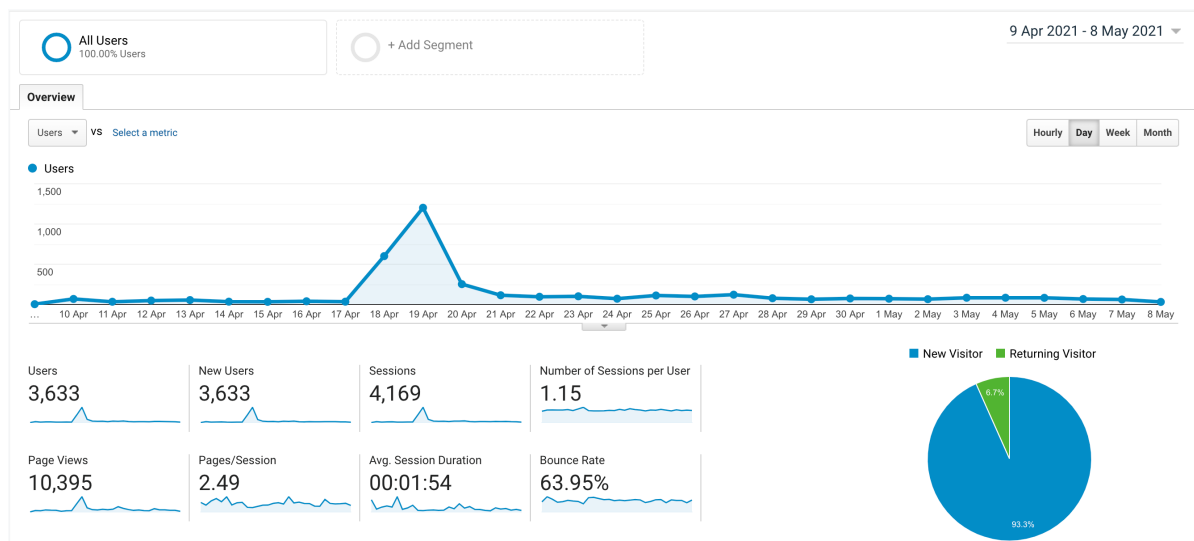 All Users
100.00% Users
+ Add Segment
9 Apr 2021 - 8 May 2021
Overview
Users VS Select a metric
Hourly Day Week Month
Users
1,500
1,000
500
... 10 Apr 11 Apr 12 Apr 13 Apr 14 Apr 15 Apr 16 Apr 17 Apr 18 Apr 19 Apr 20 Apr 21 Apr 22 Apr 23 Apr 24 Apr 25 Apr 26 Apr 27 Apr 28 Apr 29 Apr 30 Apr 1 May 2 May 3 May 4 May 5 May 6 May 7 May 8 May
New Visitor Returning Visitor
Users New Users Sessions Number of Sessions per User
3,633 3,633 4,169 1.15
Page Views Pages/Session Avg. Session Duration Bounce Rate
10,395 2.49 00:01:54 63.95%
6.7%
93.3%